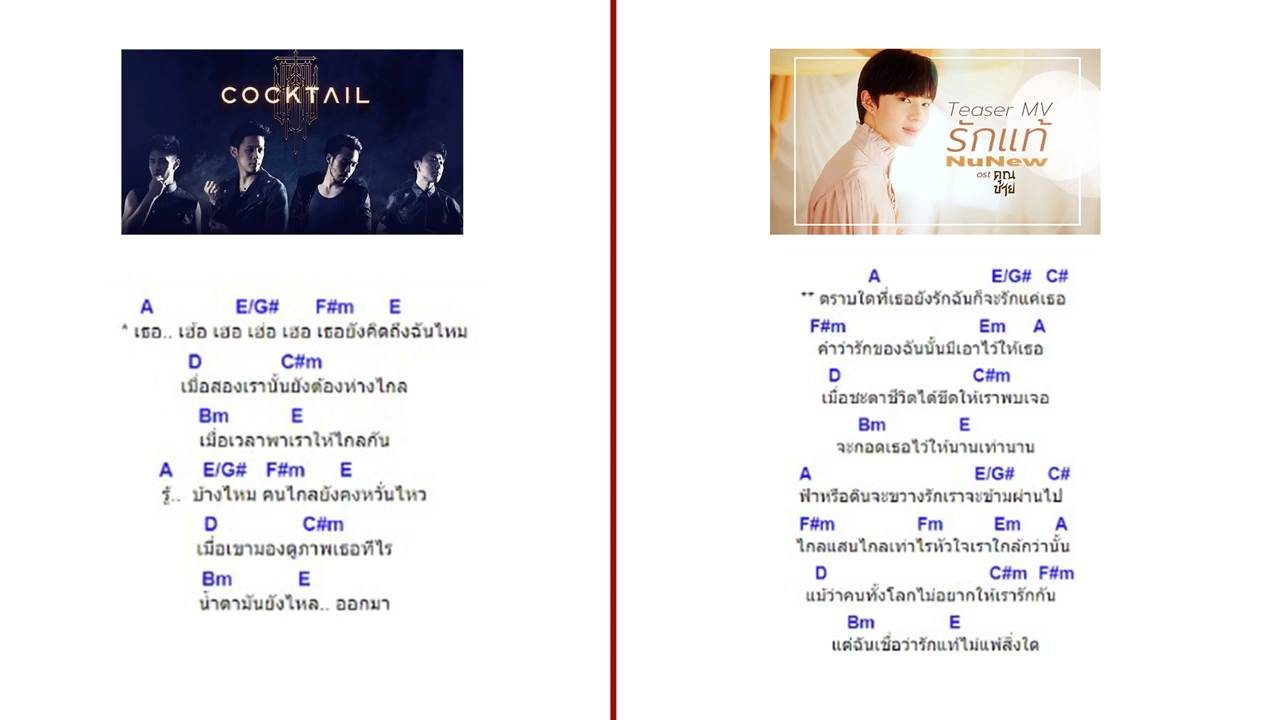 COCKTAIL
A E/G# F#m E
* เธอ.. เฮ้อ เฮอ เฮ่อ เฮอ เธอยังคิดถึงฉันไหม
D C#m
เมื่อสองเรานั้นยังต้องห่างไกล
Bm E
เมื่อเวลาพาเราให้ไกลกัน
A E/G# F#m E
รู้.. บ้างไหม คนไกลยังคงหวั่นไหว
D C#m
เมื่อเขามองดูภาพเธอทีไร
Bm E
น้ำตามันยังไหล.. ออกมา
Teaser MV
รักแท้
NuNew
ost คุณ
ชาย
A E/G# C#
** ตราบใดที่เธอยังรักฉันก็จะรักแค่เธอ
F#m Em A
คำว่ารักของฉันนั้นมีเอาไว้ให้เธอ
D C#m
เมื่อชะตาชีวิตได้ขีดให้เราพบเจอ
Bm E
จะกอดเธอไว้ให้นานเท่านาน
A E/G# C#
ฟ้าหรือดินจะขวางรักเราจะข้ามผ่านไป
F#m Fm Em A
ไกลแสนไกลเท่าไรหัวใจเราใกล้กว่านั้น
D C#m F#m
แม้ว่าคนทั้งโลกไม่อยากให้เรารักกัน
Bm E
แต่ฉันเชื่อว่ารักแท้ไม่แพ้สิ่งใด